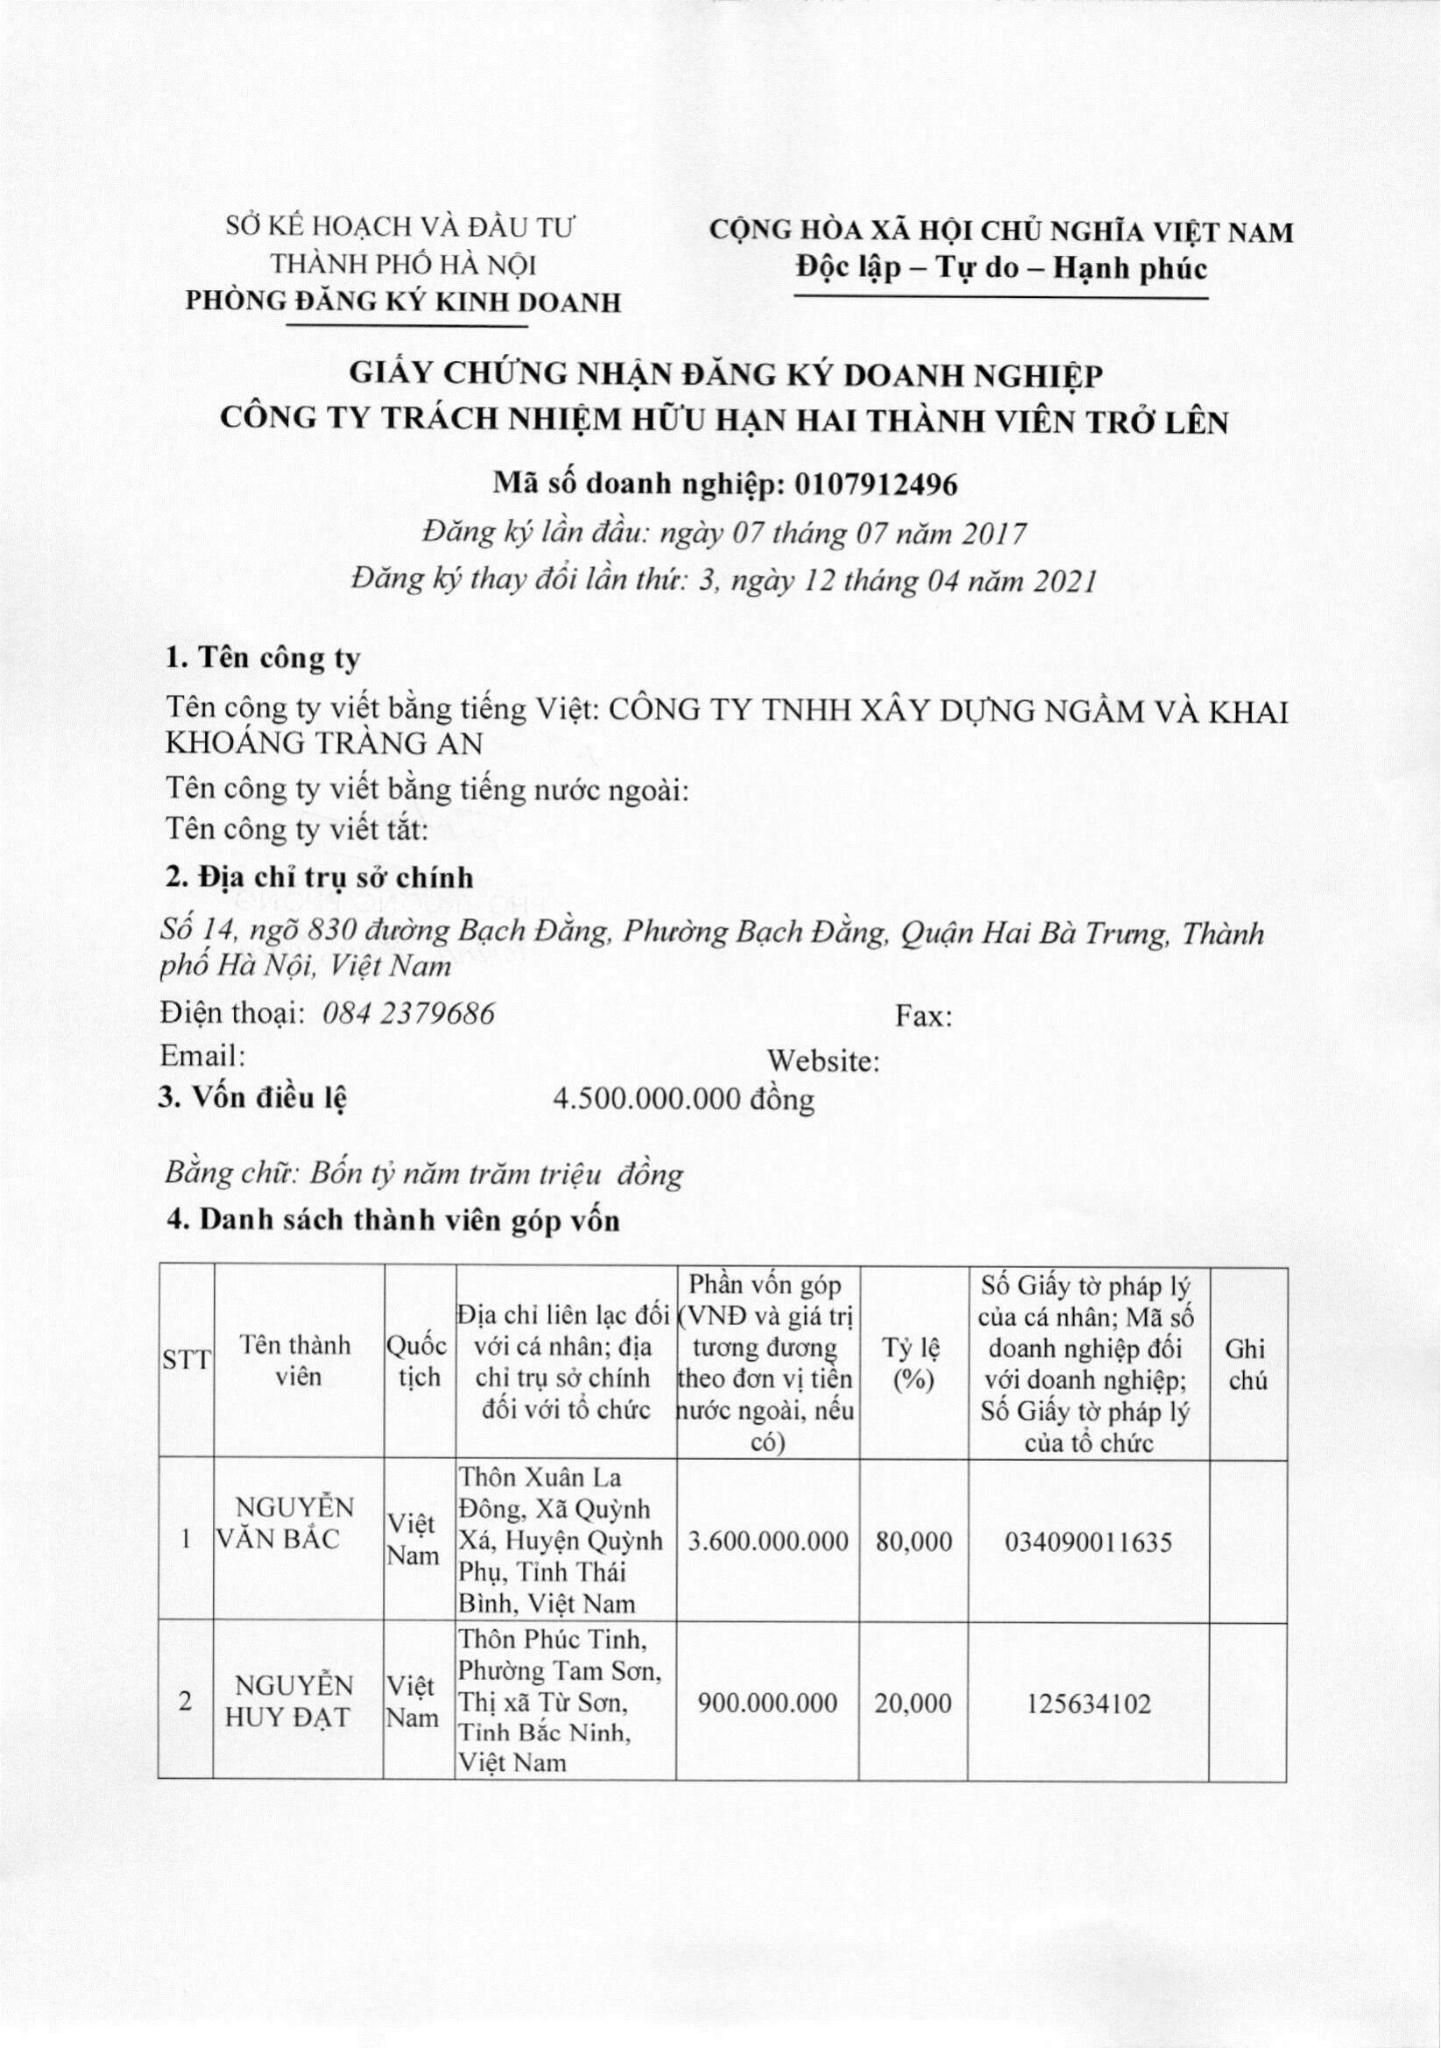 SỞ KẾ HOẠCH VÀ ĐẦU TƯ
THÀNH PHỐ HÀ NỘI
PHÒNG ĐĂNG KÝ KINH DOANH
CỘNG HÒA XÃ HỘI CHỦ NGHĨA VIỆT NAM
Độc lập – Tự do – Hạnh phúc
GIẤY CHỨNG NHẬN ĐĂNG KÝ DOANH NGHIỆP
CÔNG TY TRÁCH NHIỆM HỮU HẠN HAI THÀNH VIÊN TRỞ LÊN
Mã số doanh nghiệp: 0107912496
Đăng ký lần đầu: ngày 07 tháng 07 năm 2017
Đăng ký thay đổi lần thứ: 3, ngày 12 tháng 04 năm 2021
1. Tên công ty
Tên công ty viết bằng tiếng Việt: CÔNG TY TNHH XÂY DỰNG NGẦM VÀ KHAI
KHOÁNG TRÀNG AN
Tên công ty viết bằng tiếng nước ngoài:
Tên công ty viết tắt:
2. Địa chỉ trụ sở chính
Số 14, ngõ 830 đường Bạch Đằng, Phường Bạch Đằng, Quận Hai Bà Trưng, Thành
phố Hà Nội, Việt Nam
Điện thoại: 084 2379686 Fax:
Email: Website:
3. Vốn điều lệ 4.500.000.000 đồng
Bằng chữ: Bốn tỷ năm trăm triệu đồng
4. Danh sách thành viên góp vốn
STT
Tên thành
viên
Quốc
tịch
Địa chỉ liên lạc đối
với cá nhân; địa
chỉ trụ sở chính
đối với tổ chức
Phần vốn góp
(VNĐ và giá trị
tương đương
theo đơn vị tiền
nước ngoài, nếu
có)
Tỷ lệ
(%)
Số Giấy tờ pháp lý
của cá nhân; Mã số
doanh nghiệp đối
với doanh nghiệp;
Số Giấy tờ pháp lý
của tổ chức
Ghi
chú
1
NGUYỄN
VĂN BẮC
Việt
Nam
Thôn Xuân La
Đông, Xã Quỳnh
Xá, Huyện Quỳnh
Phụ, Tỉnh Thái
Bình, Việt Nam
3.600.000.000
80,000
034090011635
2
NGUYỄN
HUY ĐẠT
Việt
Nam
Thôn Phúc Tinh,
Phường Tam Sơn,
Thị xã Từ Sơn,
Tỉnh Bắc Ninh,
Việt Nam
900.000.000
20,000
125634102